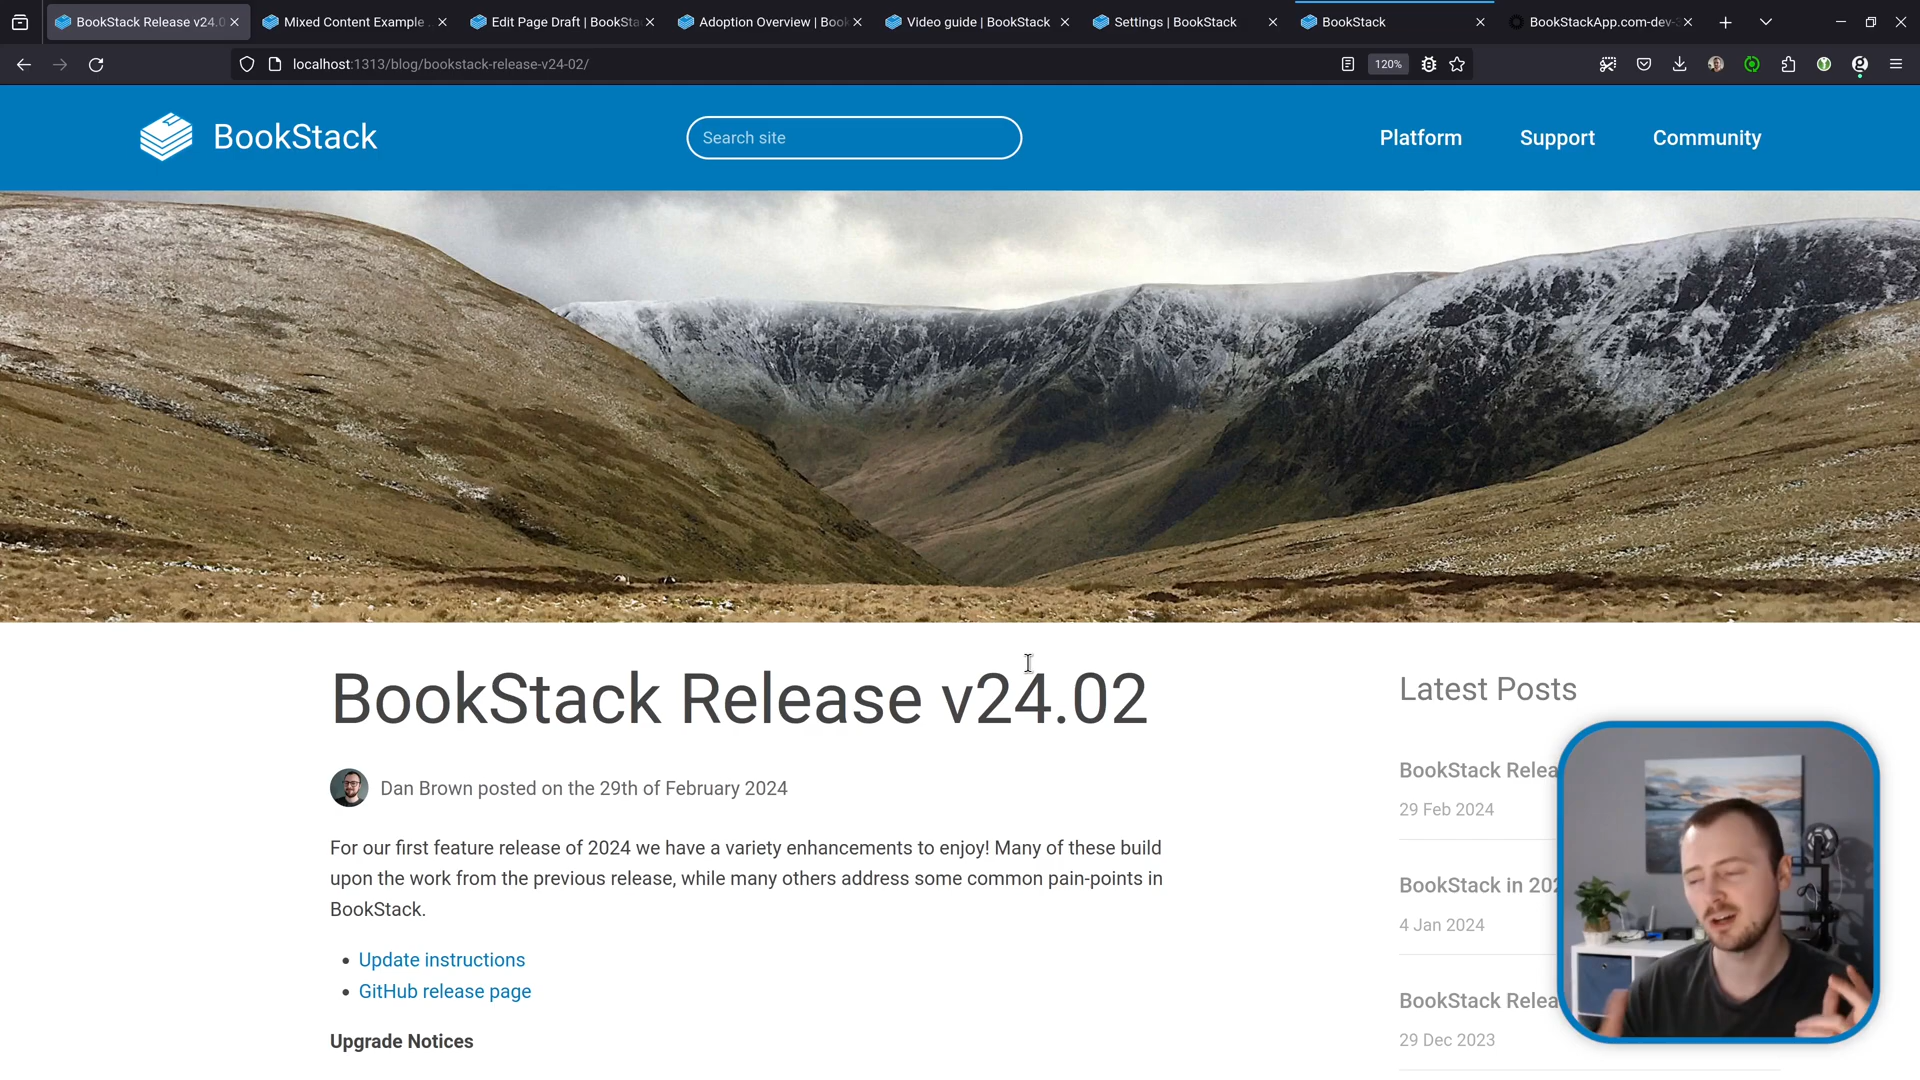 BookStack Release v24.0
Mixed Content Example
Edit Page Draft | BookSta
Adoption Overview | Book
Video guide | BookStack
Settings | BookStack
BookStack
BookStackApp.com-dev-
localhost:1313/blog/bookstack-release-v24-02/
120%
BookStack
Search site
Platform
Support
Community
BookStack Release v24.02
Dan Brown posted on the 29th of February 2024
For our first feature release of 2024 we have a variety enhancements to enjoy! Many of these build
upon the work from the previous release, while many others address some common pain-points in
BookStack.
Update instructions
GitHub release page
Upgrade Notices
Latest Posts
BookStack Relea
29 Feb 2024
BookStack in 202
4 Jan 2024
BookStack Relea
29 Dec 2023